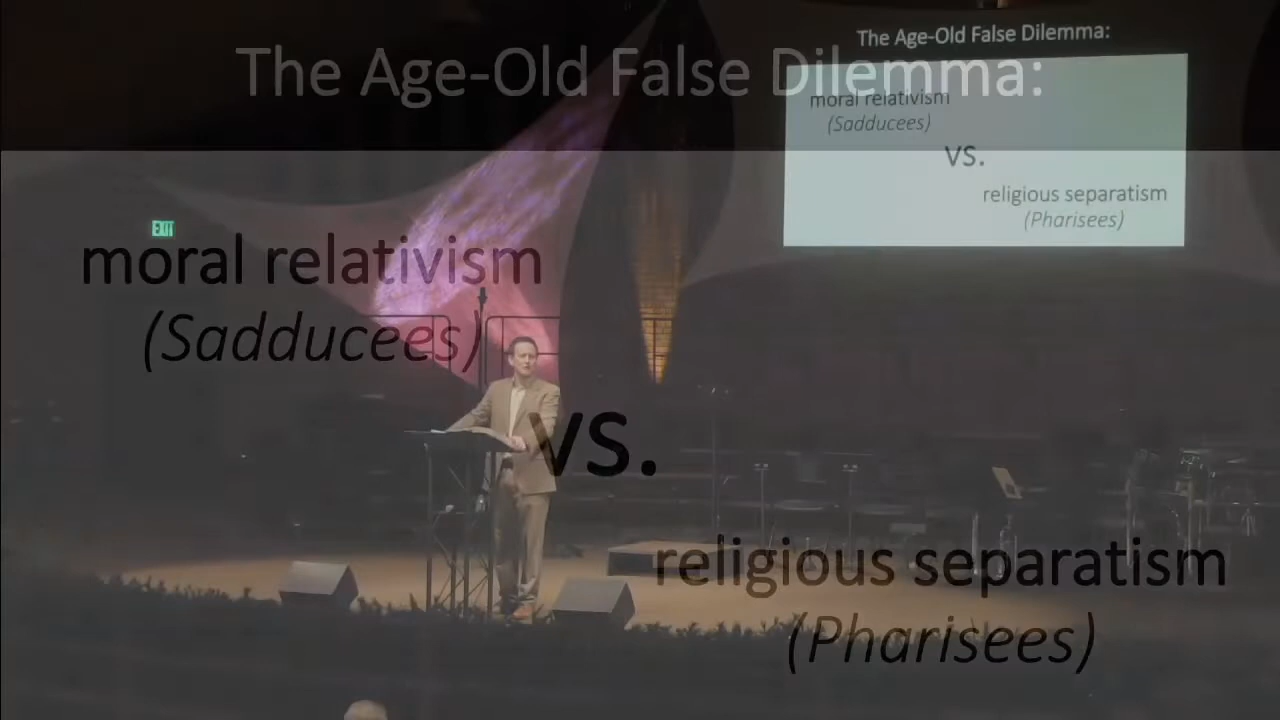 The Age-Old False Dilemma:
moral relativism
(Sadducees)
vs.
religious separatism
(Pharisees)
The Age-Old False Dilemma:
moral relativism
(Sadducees)
vs.
religious separatism
(Pharisees)
EXIT